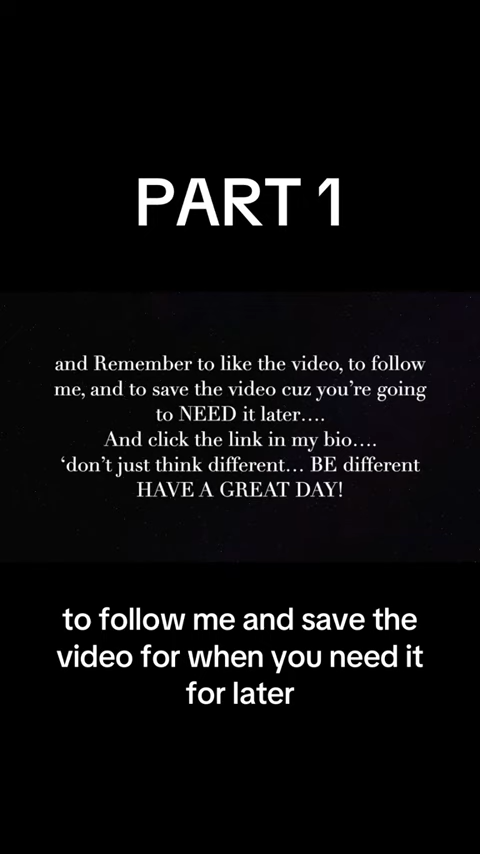 PART 1
and Remember to like the video, to follow
me, and to save the video cuz you’re going
to NEED it later….
And click the link in my bio….
‘don’t just think different… BE different
HAVE A GREAT DAY!
to follow me and save the
video for when you need it
for later